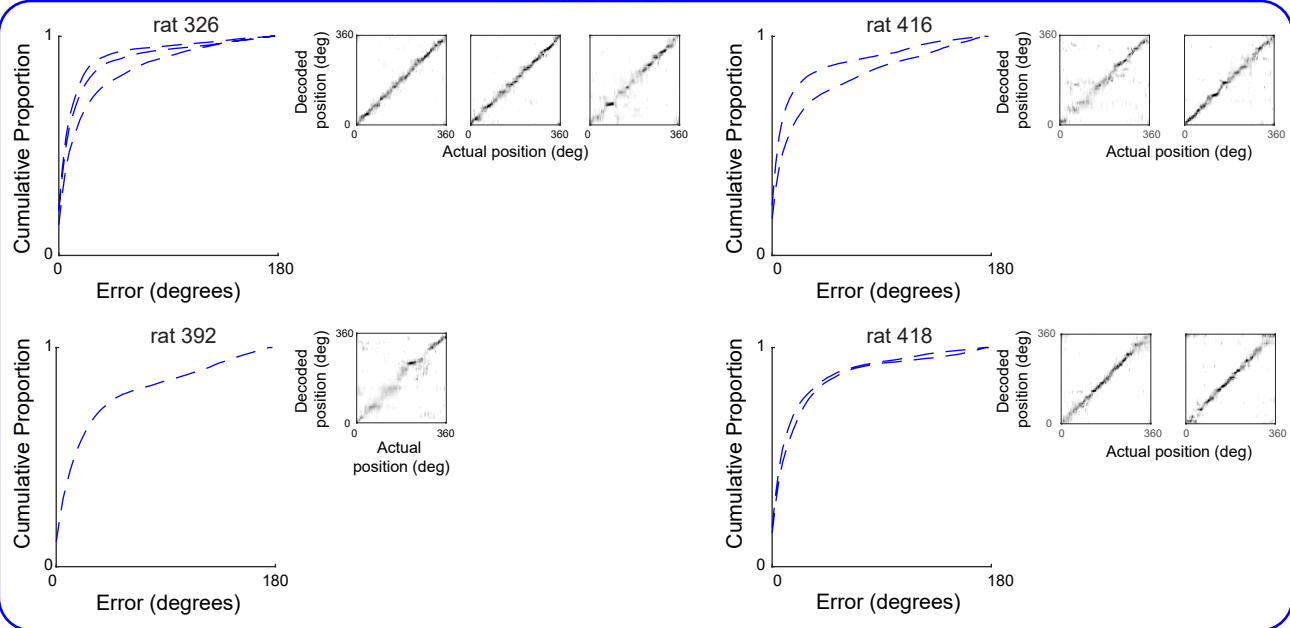 rat 326
1
Cumulative Proportion
0
0
180
Error (degrees)
Decoded
position (deg)
360
0
0
360
0
360
0
360
Actual position (deg)
rat 416
1
Cumulative Proportion
0
0
180
Error (degrees)
Decoded
position (deg)
360
0
0
360
0
360
Actual position (deg)
rat 392
1
Cumulative Proportion
0
0
180
Error (degrees)
Decoded
position (deg)
360
0
0
360
Actual
position (deg)
rat 418
1
Cumulative Proportion
0
0
180
Error (degrees)
Decoded
position (deg)
360
0
0
360
0
360
Actual position (deg)